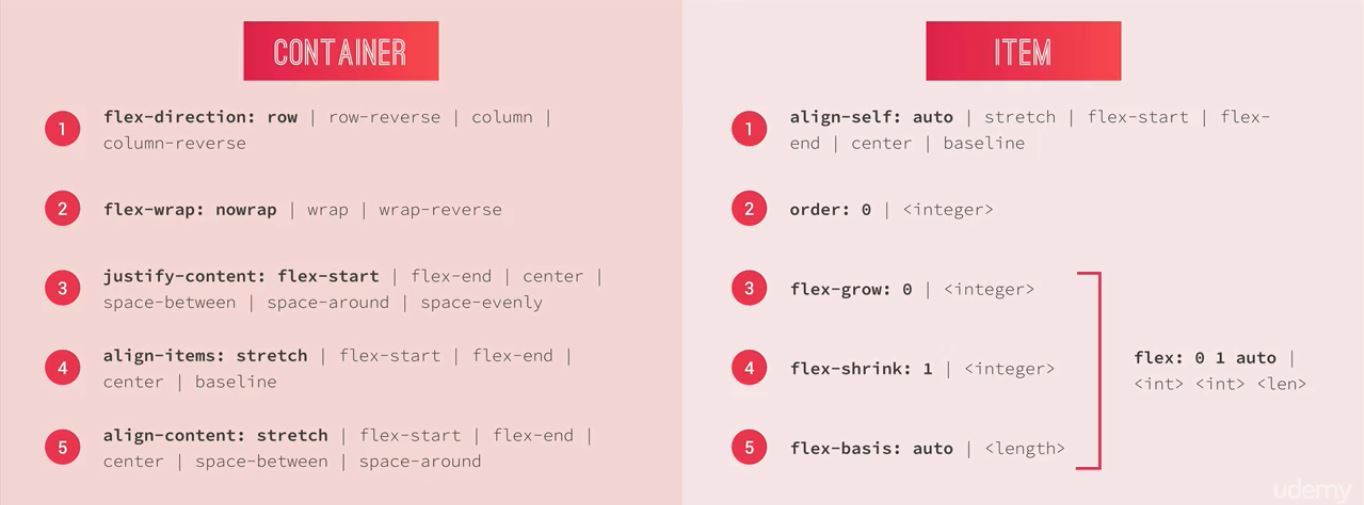 CONTAINER
1 flex-direction: row | row-reverse | column |
column-reverse
2 flex-wrap: nowrap | wrap | wrap-reverse
3 justify-content: flex-start | flex-end | center |
space-between | space-around | space-evenly
4 align-items: stretch | flex-start | flex-end |
center | baseline
5 align-content: stretch | flex-start | flex-end |
center | space-between | space-around
ITEM
1 align-self: auto | stretch | flex-start | flex-
end | center | baseline
2 order: 0 | <integer>
3 flex-grow: 0 | <integer>
4 flex-shrink: 1 | <integer>
5 flex-basis: auto | <length>
flex: 0 1 auto |
<int> <int> <len>
udemy